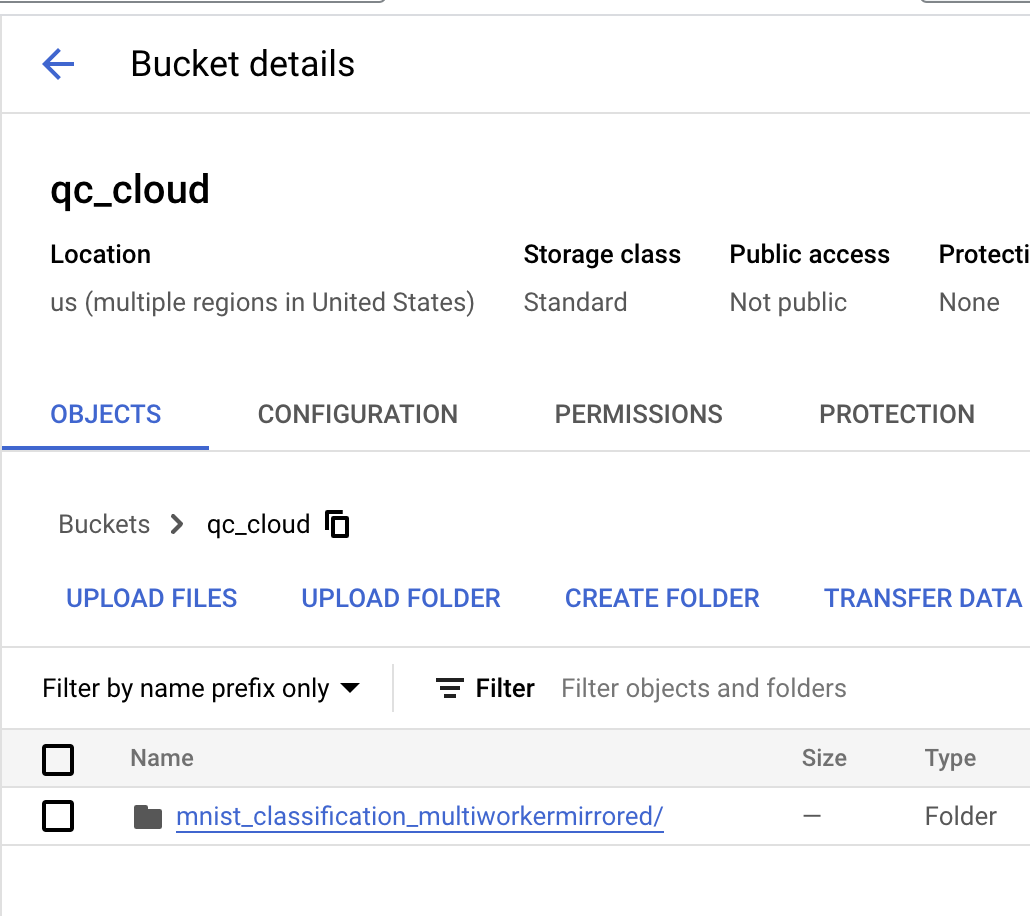 Bucket details
qc_cloud
Location Storage class Public access Protecti
us (multiple regions in United States) Standard Not public None
OBJECTS CONFIGURATION PERMISSIONS PROTECTION
Buckets qc_cloud
UPLOAD FILES UPLOAD FOLDER CREATE FOLDER TRANSFER DATA
Filter by name prefix only Filter Filter objects and folders
Name Size Type
mnist_classification_multiworkermirrored/ — Folder